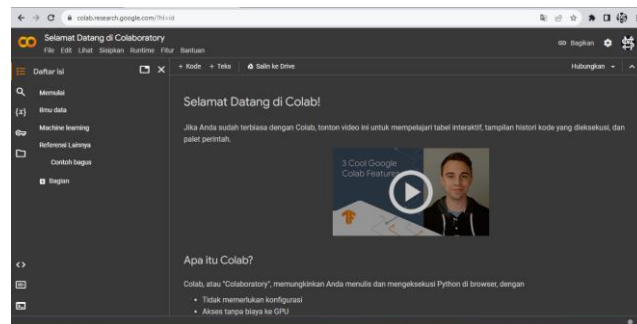 colab.research.google.com/?hl=id
Selamat Datang di Colaboratory
File Edit Lihat Sisipkan Runtime Fitur Bantuan
Bagikan
Daftar isi
+ Kode + Teks Salin ke Drive
Hubungkan
Memulai
Ilmu data
Machine learning
Referensi Lainnya
Contoh bagus
Bagian
Selamat Datang di Colab!
Jika Anda sudah terbiasa dengan Colab, tonton video ini untuk mempelajari tabel interaktif, tampilan histori kode yang dieksekusi, dan
palet perintah.
3 Cool Google
Colab Features
Apa itu Colab?
Colab, atau "Colaboratory", memungkinkan Anda menulis dan mengeksekusi Python di browser, dengan
• Tidak memerlukan konfigurasi
• Akses tanpa biaya ke GPU